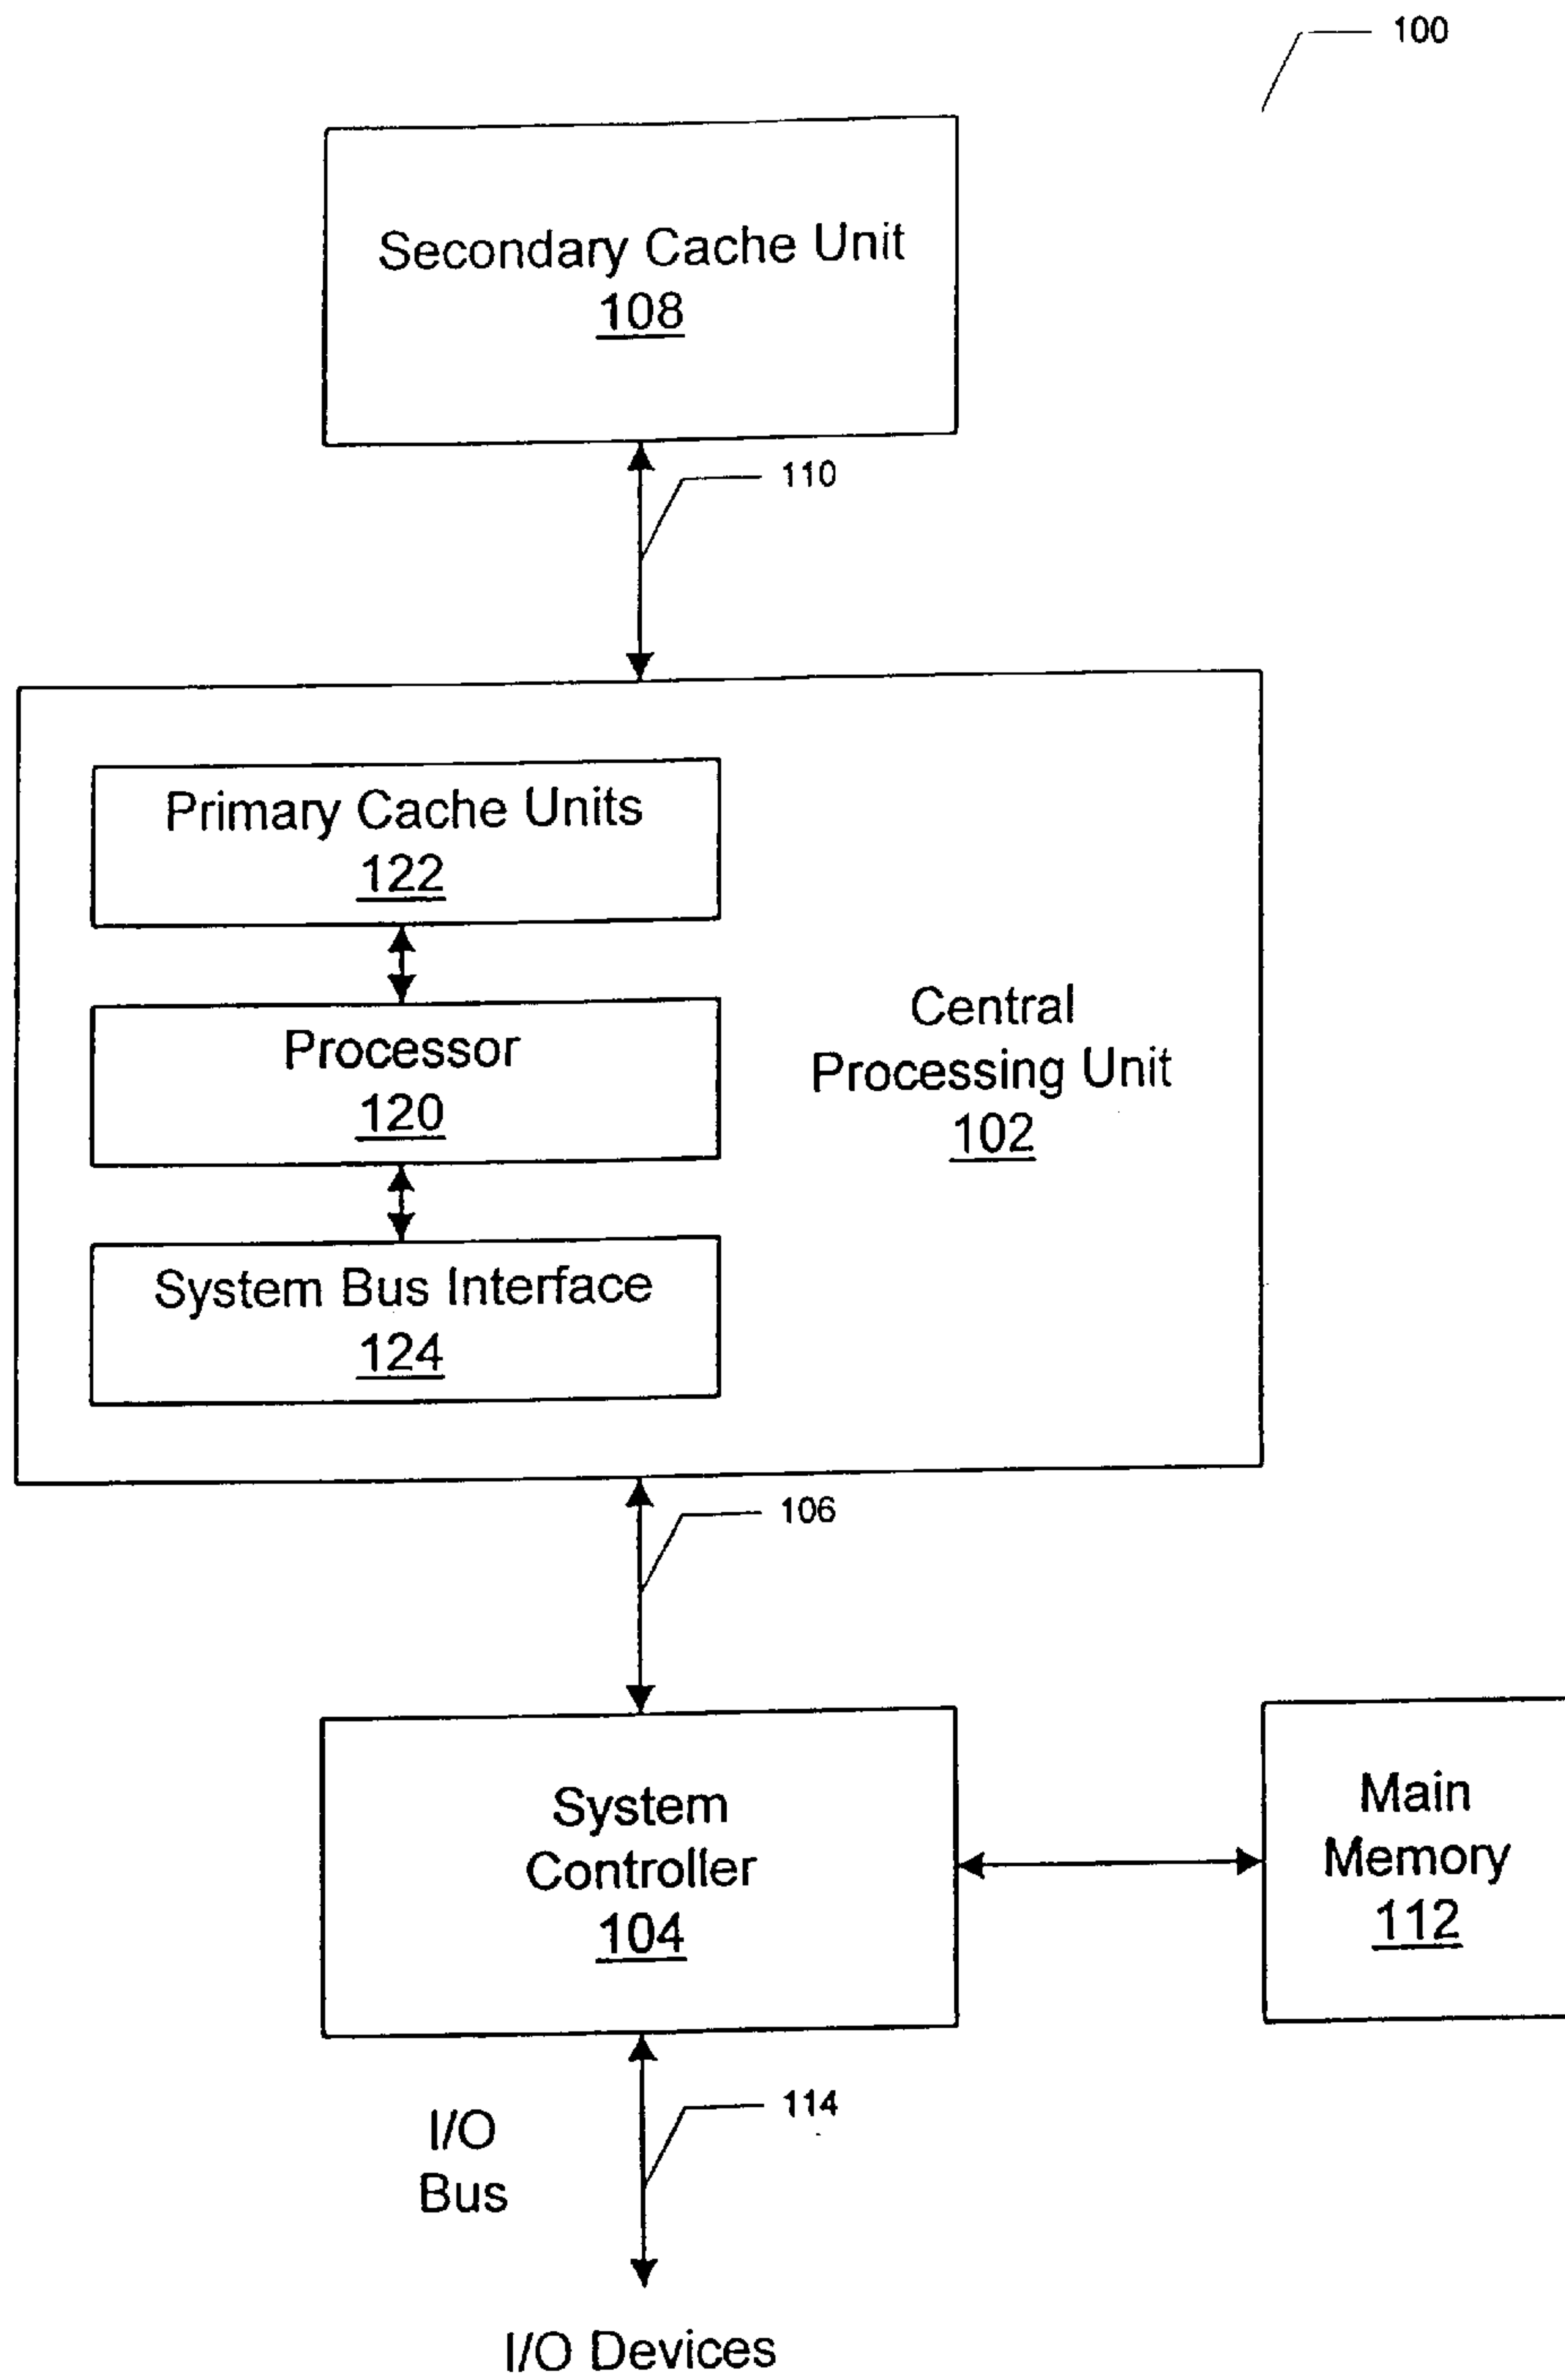 100
Secondary Cache Unit
108
110
Primary Cache Units
122
Processor
120
Central
Processing Unit
102
System Bus Interface
124
106
System
Controller
104
Main
Memory
112
114
I/O
Bus
I/O Devices